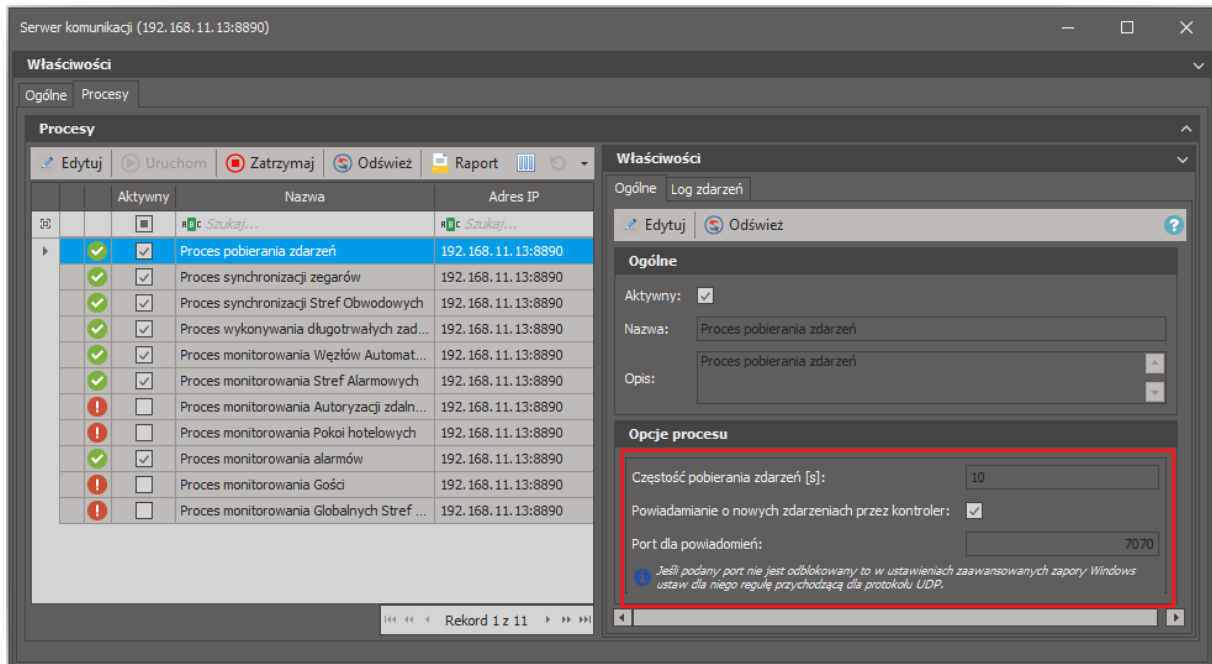 Serwer komunikacji (192.168.11.13:8890)
Właściwości
Ogólne Procesy
Procesy
Edytuj Uruchom Zatrzymaj Odśwież Raport
Aktywny Nazwa Adres IP
Szukaj... Szukaj...
Proces pobierania zdarzeń 192.168.11.13:8890
Proces synchronizacji zegarów 192.168.11.13:8890
Proces synchronizacji Stref Obwodowych 192.168.11.13:8890
Proces wykonywania długotrwałych zad... 192.168.11.13:8890
Proces monitorowania Węzłów Automat... 192.168.11.13:8890
Proces monitorowania Stref Alarmowych 192.168.11.13:8890
Proces monitorowania Autoryzacji zdaln... 192.168.11.13:8890
Proces monitorowania Pokoi hotelowych 192.168.11.13:8890
Proces monitorowania alarmów 192.168.11.13:8890
Proces monitorowania Gości 192.168.11.13:8890
Proces monitorowania Globalnych Stref ... 192.168.11.13:8890
Rekord 1 z 11
Właściwości
Ogólne Log zdarzeń
Edytuj Odśwież
Ogólne
Aktywny:
Nazwa: Proces pobierania zdarzeń
Opis: Proces pobierania zdarzeń
Opcje procesu
Częstość pobierania zdarzeń [s]: 10
Powiadamianie o nowych zdarzeniach przez kontroler:
Port dla powiadomień: 7070
Jeśli podany port nie jest odblokowany to w ustawieniach zaawansowanych zapory Windows
ustaw dla niego regułę przychodzącą dla protokołu UDP.